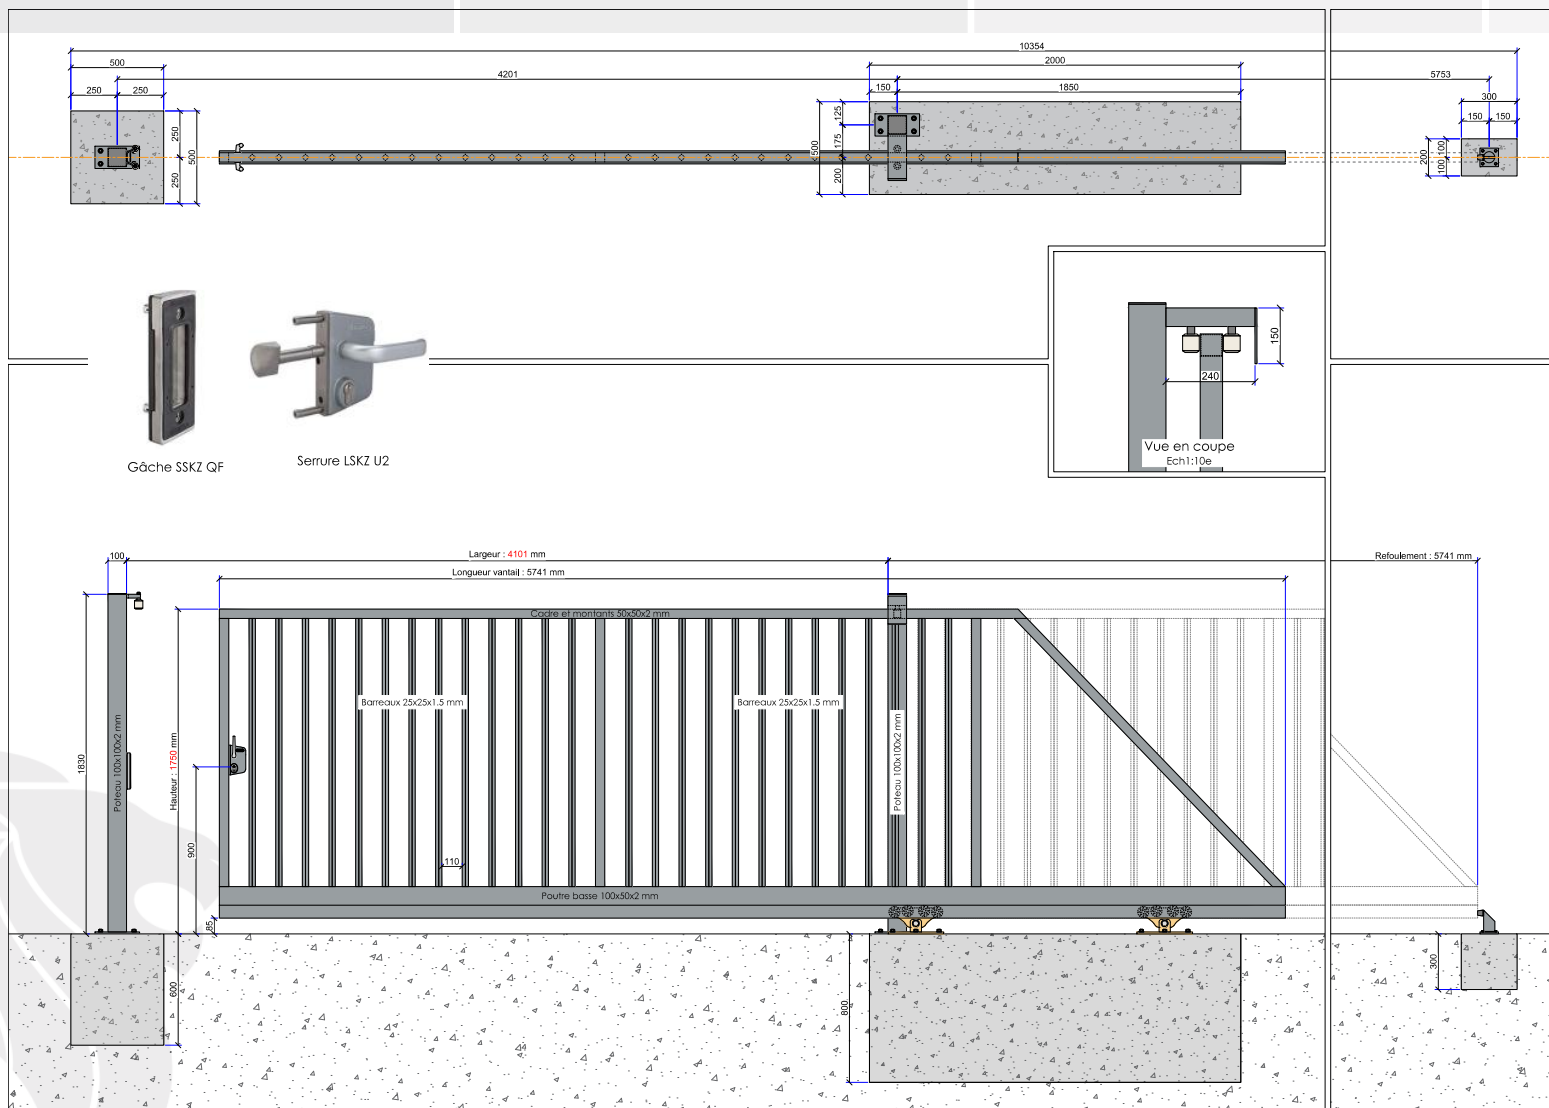 10354
500
2000
4201
5753
250
250
150
1850
300
150
150
250
500
250
125
175
500
200
200
100
100
150
240
Vue en coupe
Ech1:10e
Gâche SSKZ QF
Serrure LSKZ U2
100
Largeur : 4101 mm
Refoulement : 5741 mm
Longueur vantail : 5741 mm
Cadre et montants 50x50x2 mm
Barreaux 25x25x1.5 mm
Barreaux 25x25x1.5 mm
Poteau 100x100x2 mm
Poteau 100x100x2 mm
1830
Hauteur : 1750 mm
900
110
Poutre basse 100x50x2 mm
85
600
800
300